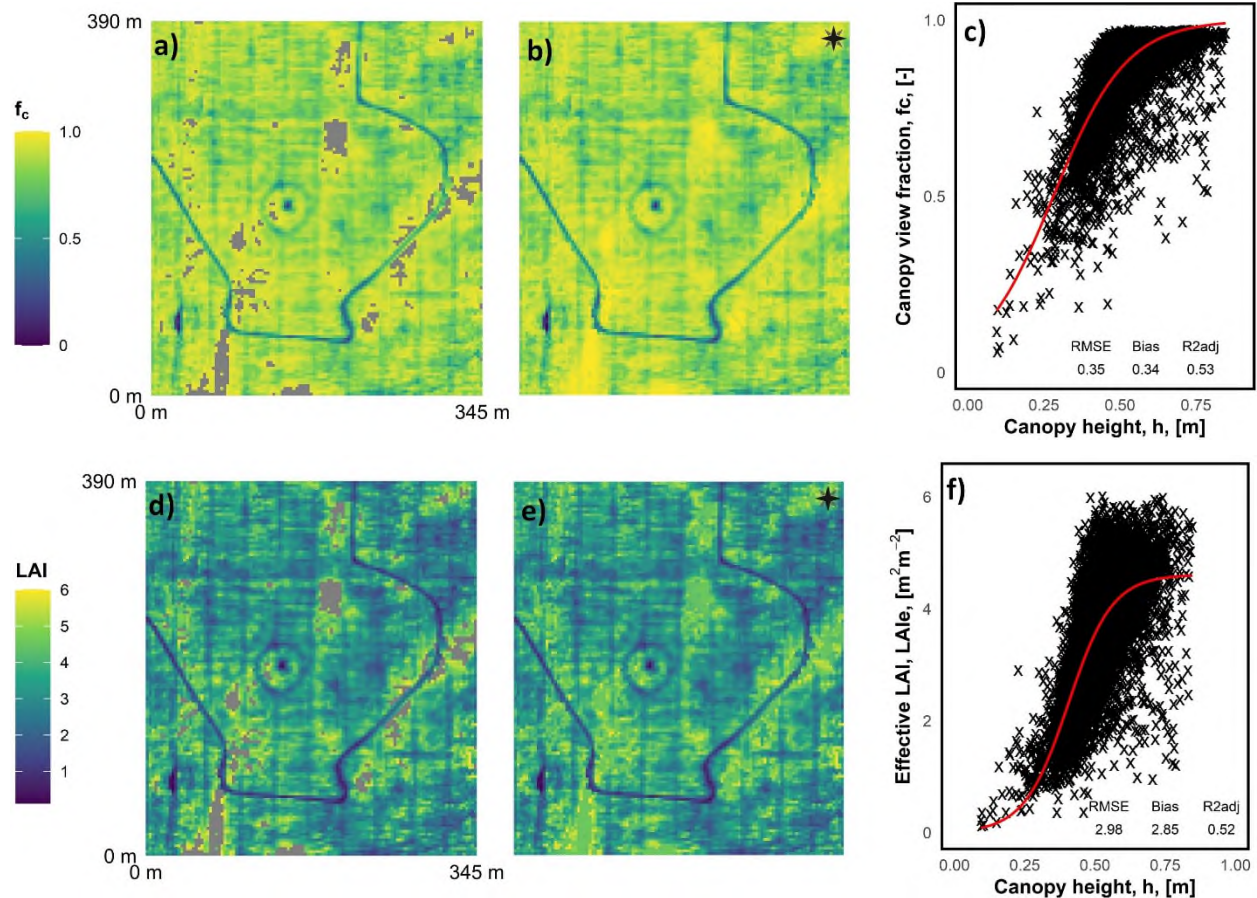 390 m
a)
b)
c)
f_c
1.0
0.5
0
0 m
0 m
345 m
Canopy view fraction, fc, [-]
1.0
0.5
0
RMSE Bias R2adj
0.35 0.34 0.53
0.00 0.25 0.50 0.75
Canopy height, h, [m]
390 m
d)
e)
f)
LAI
6
5
4
3
2
1
0 m
0 m
345 m
Effective LAI, LAIe, [m²m⁻²]
6
4
2
0
RMSE Bias R2adj
2.98 2.85 0.52
0.00 0.25 0.50 0.75 1.00
Canopy height, h, [m]